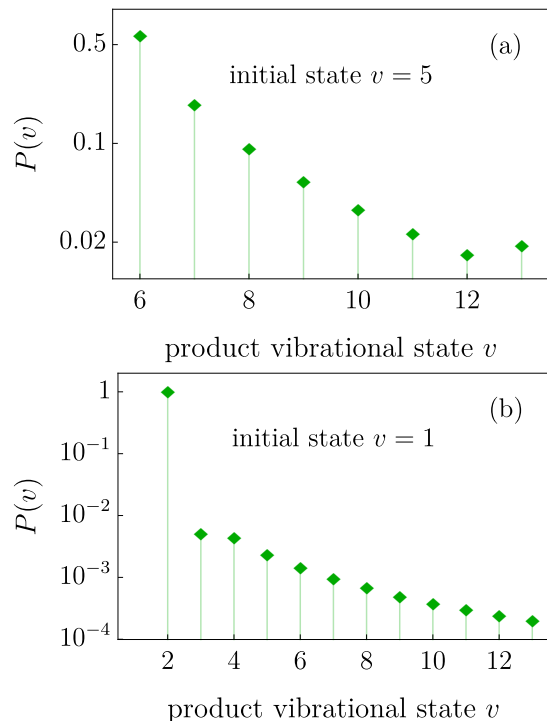 (a)
initial state v = 5
P(v)
0.5
0.1
0.02
6 8 10 12
product vibrational state v
(b)
initial state v = 1
P(v)
1
10⁻¹
10⁻²
10⁻³
10⁻⁴
2 4 6 8 10 12
product vibrational state v